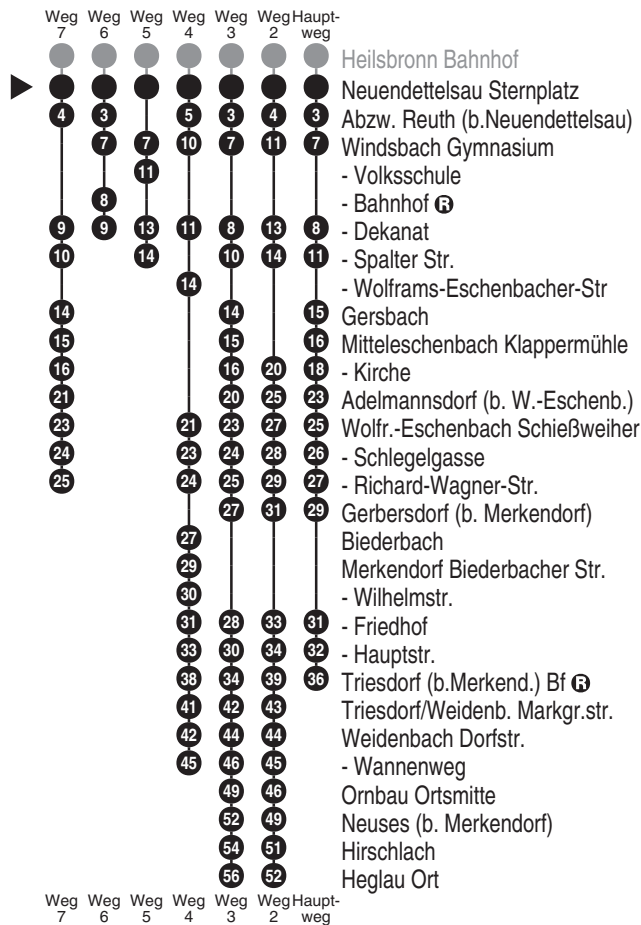 Weg Weg Weg Weg Weg Weg Haupt-
7 6 5 4 3 2 weg
Heilsbronn Bahnhof
Neuendettelsau Sternplatz
4 3 5 3 4 3 Abzw. Reuth (b.Neuendettelsau)
7 7 10 7 11 7 Windsbach Gymnasium
11 - Volksschule
8 - Bahnhof R
9 9 13 11 8 13 8 - Dekanat
10 14 10 14 11 - Spalter Str.
14 - Wolframs-Eschenbacher-Str
14 14 15 Gersbach
15 15 16 Mitteleschenbach Klappermühle
16 16 20 18 - Kirche
21 20 25 23 Adelmannsdorf (b. W.-Eschenb.)
23 21 23 27 25 Wolfr.-Eschenbach Schießweiher
24 23 24 28 26 - Schlegelgasse
25 24 25 29 27 - Richard-Wagner-Str.
27 31 29 Gerbersdorf (b. Merkendorf)
27 Biederbach
29 Merkendorf Biederbacher Str.
30 - Wilhelmstr.
31 28 33 31 - Friedhof
33 30 34 32 - Hauptstr.
38 34 39 36 Triesdorf (b.Merkend.) Bf R
41 42 43 Triesdorf/Weidenb. Markgr.str.
42 44 44 Weidenbach Dorfstr.
45 46 45 - Wannenweg
49 46 Ornbau Ortsmitte
52 49 Neuses (b. Merkendorf)
54 51 Hirschlach
56 52 Heglau Ort
Weg Weg Weg Weg Weg Weg Haupt-
7 6 5 4 3 2 weg